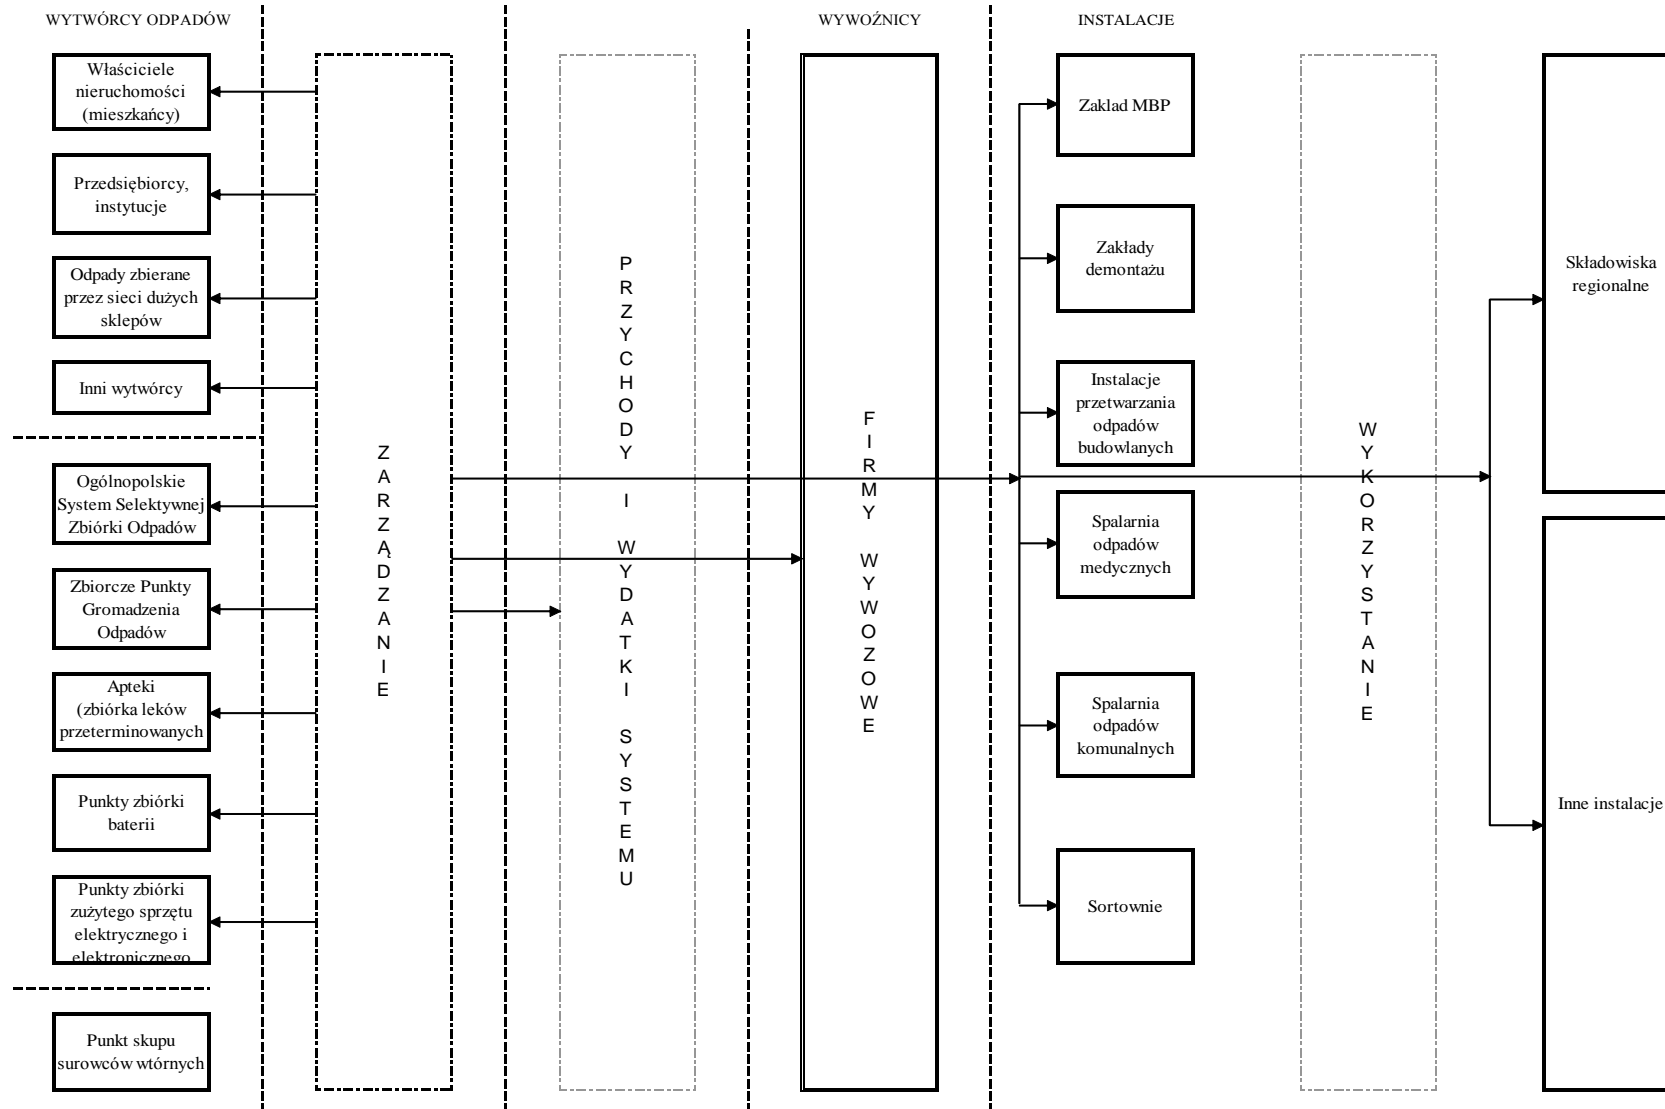 WYTWÓRCY ODPADÓW
WYWOŹNICY
INSTALACJE
Właściciele
nieruchomości
(mieszkańcy)
Przedsiębiorcy,
instytucje
Odpady zbierane
przez sieci dużych
sklepów
Inni wytwórcy
Ogólnopolskie
System Selektywnej
Zbiórki Odpadów
Zbiorcze Punkty
Gromadzenia
Odpadów
Apteki
(zbiórka leków
przeterminowanych
Punkty zbiórki
baterii
Punkty zbiórki
zużytego sprzętu
elektrycznego i
elektronicznego
Punkt skupu
surowców wtórnych
ZARZĄDZANIE
PRZYCHODY I WYDATKI SYSTEMU
FIRMY WYWOZOWE
Zaklad MBP
Zakłady
demontażu
Instalacje
przetwarzania
odpadów
budowlanych
Spalarnia
odpadów
medycznych
Spalarnia
odpadów
komunalnych
Sortownie
WYKORZYSTANIE
Składowiska
regionalne
Inne instalacje